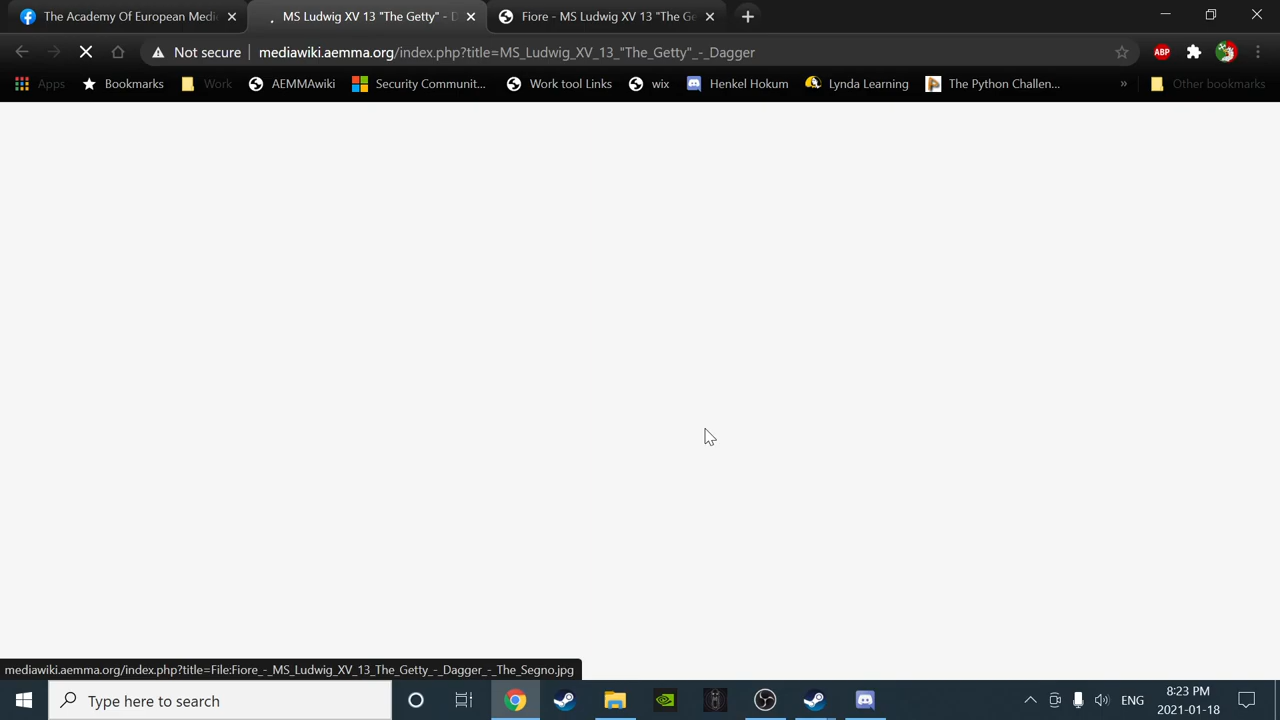 The Academy Of European Medi
MS Ludwig XV 13 "The Getty" - D
Fiore - MS Ludwig XV 13 "The Ge
Not secure
mediawiki.aemma.org/index.php?title=MS_Ludwig_XV_13_"The_Getty"_-_Dagger
ABP
Apps
Bookmarks
Work
AEMMAwiki
Security Communit...
Work tool Links
wix
Henkel Hokum
Lynda Learning
The Python Challen...
»
Other bookmarks
mediawiki.aemma.org/index.php?title=File:Fiore_-_MS_Ludwig_XV_13_The_Getty_-_Dagger_-_The_Segno.jpg
Type here to search
ENG
8:23 PM
2021-01-18